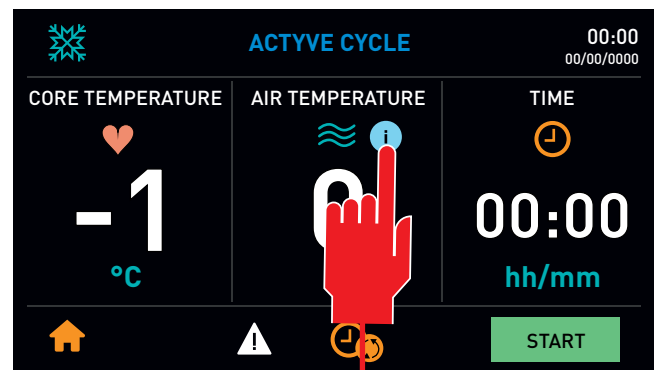 ACTYVE CYCLE
00:00
00/00/0000
CORE TEMPERATURE
AIR TEMPERATURE
TIME
i
-1
00:00
°C
hh/mm
START